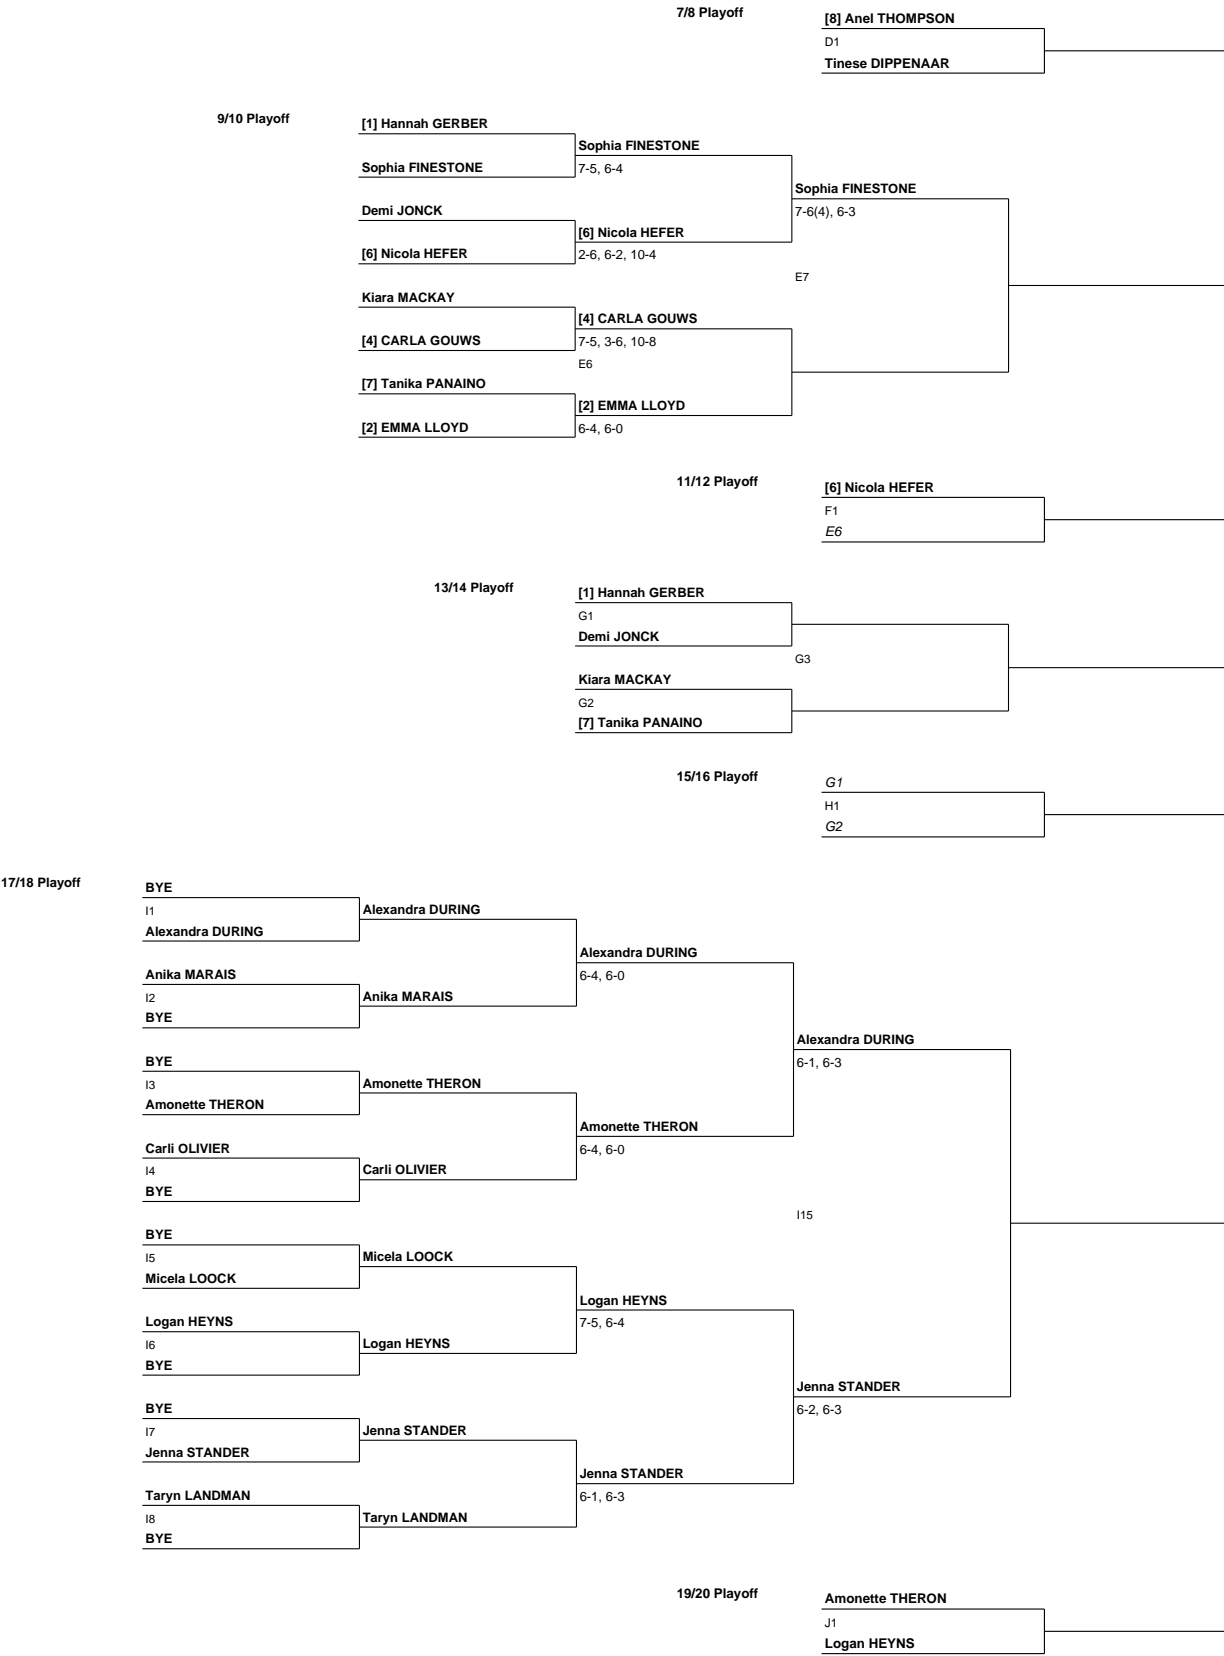 7/8 Playoff
[8] Anel THOMPSON
D1
Tinese DIPPENAAR
9/10 Playoff
[1] Hannah GERBER
Sophia FINESTONE
Sophia FINESTONE
7-5, 6-4
Sophia FINESTONE
Demi JONCK
7-6(4), 6-3
[6] Nicola HEFER
[6] Nicola HEFER
2-6, 6-2, 10-4
E7
Kiara MACKAY
[4] CARLA GOUWS
[4] CARLA GOUWS
7-5, 3-6, 10-8
E6
[7] Tanika PANAINO
[2] EMMA LLOYD
[2] EMMA LLOYD
6-4, 6-0
11/12 Playoff
[6] Nicola HEFER
F1
E6
13/14 Playoff
[1] Hannah GERBER
G1
Demi JONCK
G3
Kiara MACKAY
G2
[7] Tanika PANAINO
15/16 Playoff
G1
H1
G2
17/18 Playoff
BYE
I1
Alexandra DURING
Alexandra DURING
Alexandra DURING
6-4, 6-0
Anika MARAIS
I2
Anika MARAIS
BYE
Alexandra DURING
6-1, 6-3
BYE
I3
Amonette THERON
Amonette THERON
Amonette THERON
6-4, 6-0
Carli OLIVIER
I4
Carli OLIVIER
BYE
I15
BYE
I5
Micela LOOCK
Micela LOOCK
Logan HEYNS
7-5, 6-4
Logan HEYNS
I6
Logan HEYNS
BYE
Jenna STANDER
6-2, 6-3
BYE
I7
Jenna STANDER
Jenna STANDER
Jenna STANDER
6-1, 6-3
Taryn LANDMAN
I8
Taryn LANDMAN
BYE
19/20 Playoff
Amonette THERON
J1
Logan HEYNS